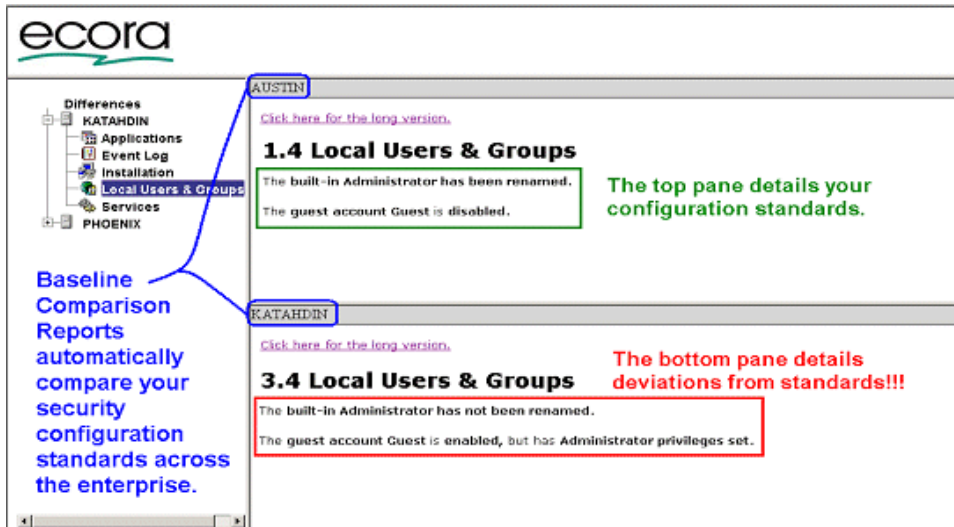 ecora
Differences
KATAHDIN
Applications
Event Log
Installation
Local Users & Groups
Services
PHOENIX
Baseline
Comparison
Reports
automatically
compare your
security
configuration
standards across
the enterprise.
AUSTIN
Click here for the long version.
1.4 Local Users & Groups
The built-in Administrator has been renamed.
The guest account Guest is disabled.
The top pane details your
configuration standards.
KATAHDIN
Click here for the long version.
3.4 Local Users & Groups
The bottom pane details
deviations from standards!!!
The built-in Administrator has not been renamed.
The guest account Guest is enabled, but has Administrator privileges set.